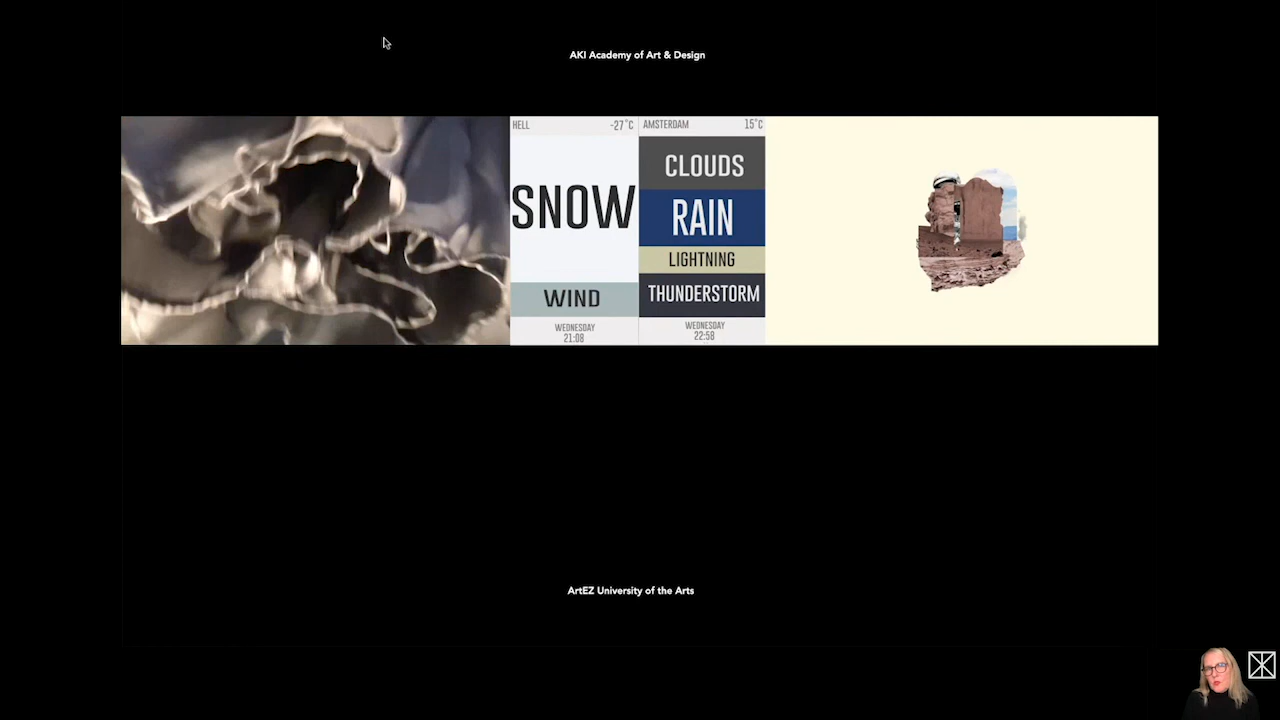 AKI Academy of Art & Design
HELL -27°C
SNOW
WIND
WEDNESDAY
21:08
AMSTERDAM 15°C
CLOUDS
RAIN
LIGHTNING
THUNDERSTORM
WEDNESDAY
22:58
ArtEZ University of the Arts